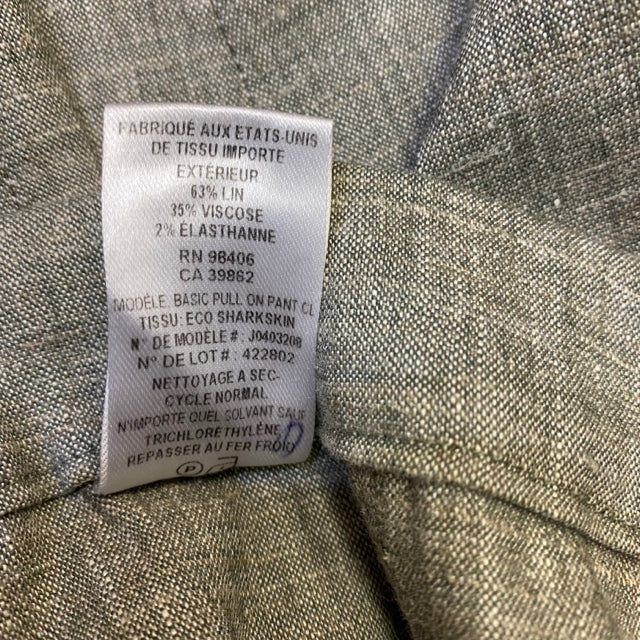 FABRIQUÉ AUX ETATS-UNIS
DE TISSU IMPORTE
EXTÉRIEUR
63% LIN
35% VISCOSE
2% ÉLASTHANNE
RN 98406
CA 39862
MODÈLE: BASIC PULL ON PANT CL
TISSU: ECO SHARKSKIN
N° DE MODÈLE # : J0403208
N° DE LOT # : 422802
NETTOYAGE A SEC-
CYCLE NORMAL
N'IMPORTE QUEL SOLVANT SAUF
TRICHLORÉTHYLÈNE
REPASSER AU FER FROID
P